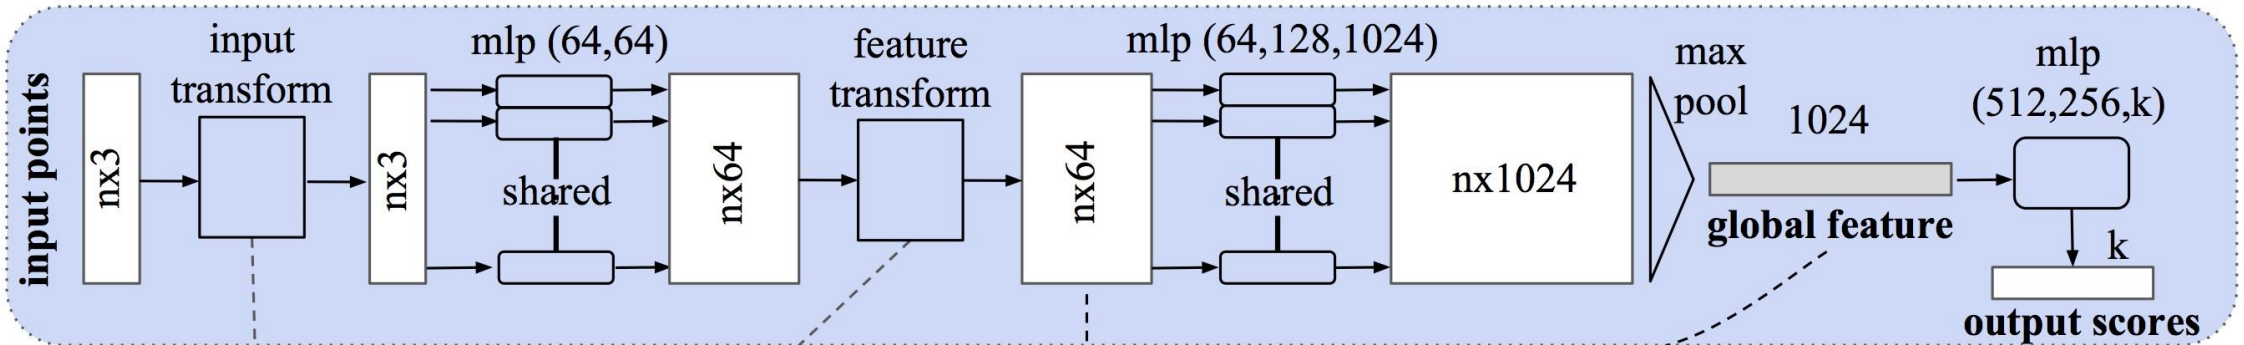 input points
nx3
input
transform
nx3
mlp (64,64)
shared
nx64
feature
transform
nx64
mlp (64,128,1024)
shared
nx1024
max
pool
1024
global feature
mlp
(512,256,k)
k
output scores